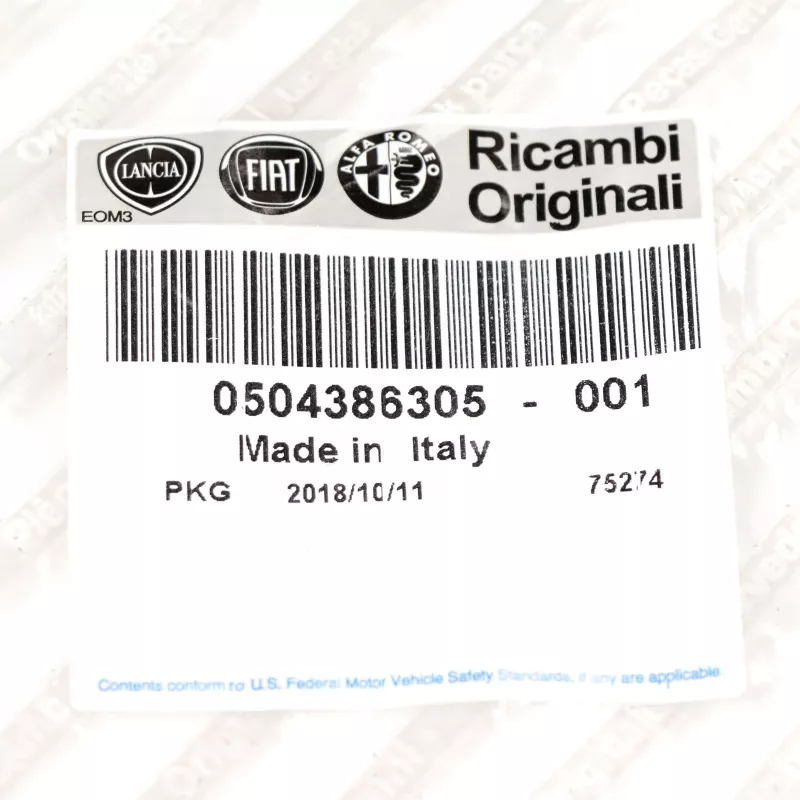 LANCIA FIAT ALFA ROMEO Ricambi
Originali
EOM3
0504386305 - 001
Made in Italy
PKG 2018/10/11 75274
Contents conform to U.S. Federal Motor Vehicle Safety Standards, if any are applicable